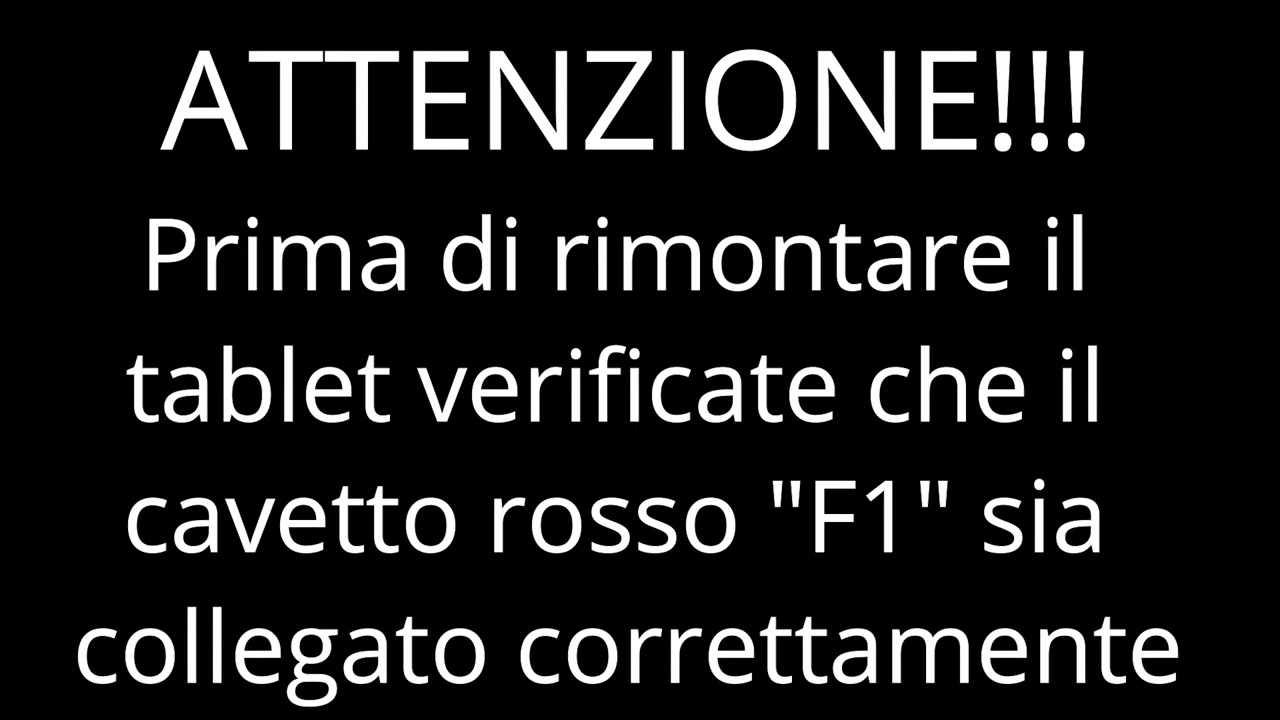 ATTENZIONE!!!
Prima di rimontare il
tablet verificate che il
cavetto rosso "F1" sia
collegato correttamente